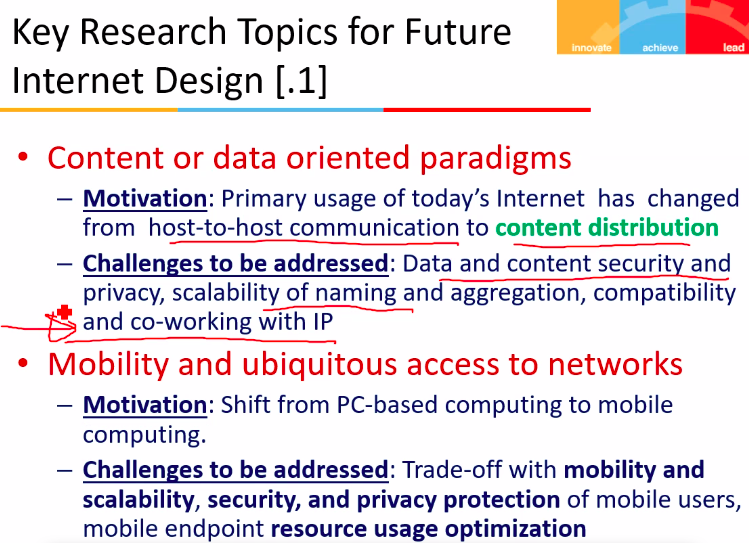 Key Research Topics for Future
Internet Design [.1]
innovate achieve lead
• Content or data oriented paradigms
– Motivation: Primary usage of today's Internet has changed
from host-to-host communication to content distribution
– Challenges to be addressed: Data and content security and
privacy, scalability of naming and aggregation, compatibility
and co-working with IP
• Mobility and ubiquitous access to networks
– Motivation: Shift from PC-based computing to mobile
computing.
– Challenges to be addressed: Trade-off with mobility and
scalability, security, and privacy protection of mobile users,
mobile endpoint resource usage optimization